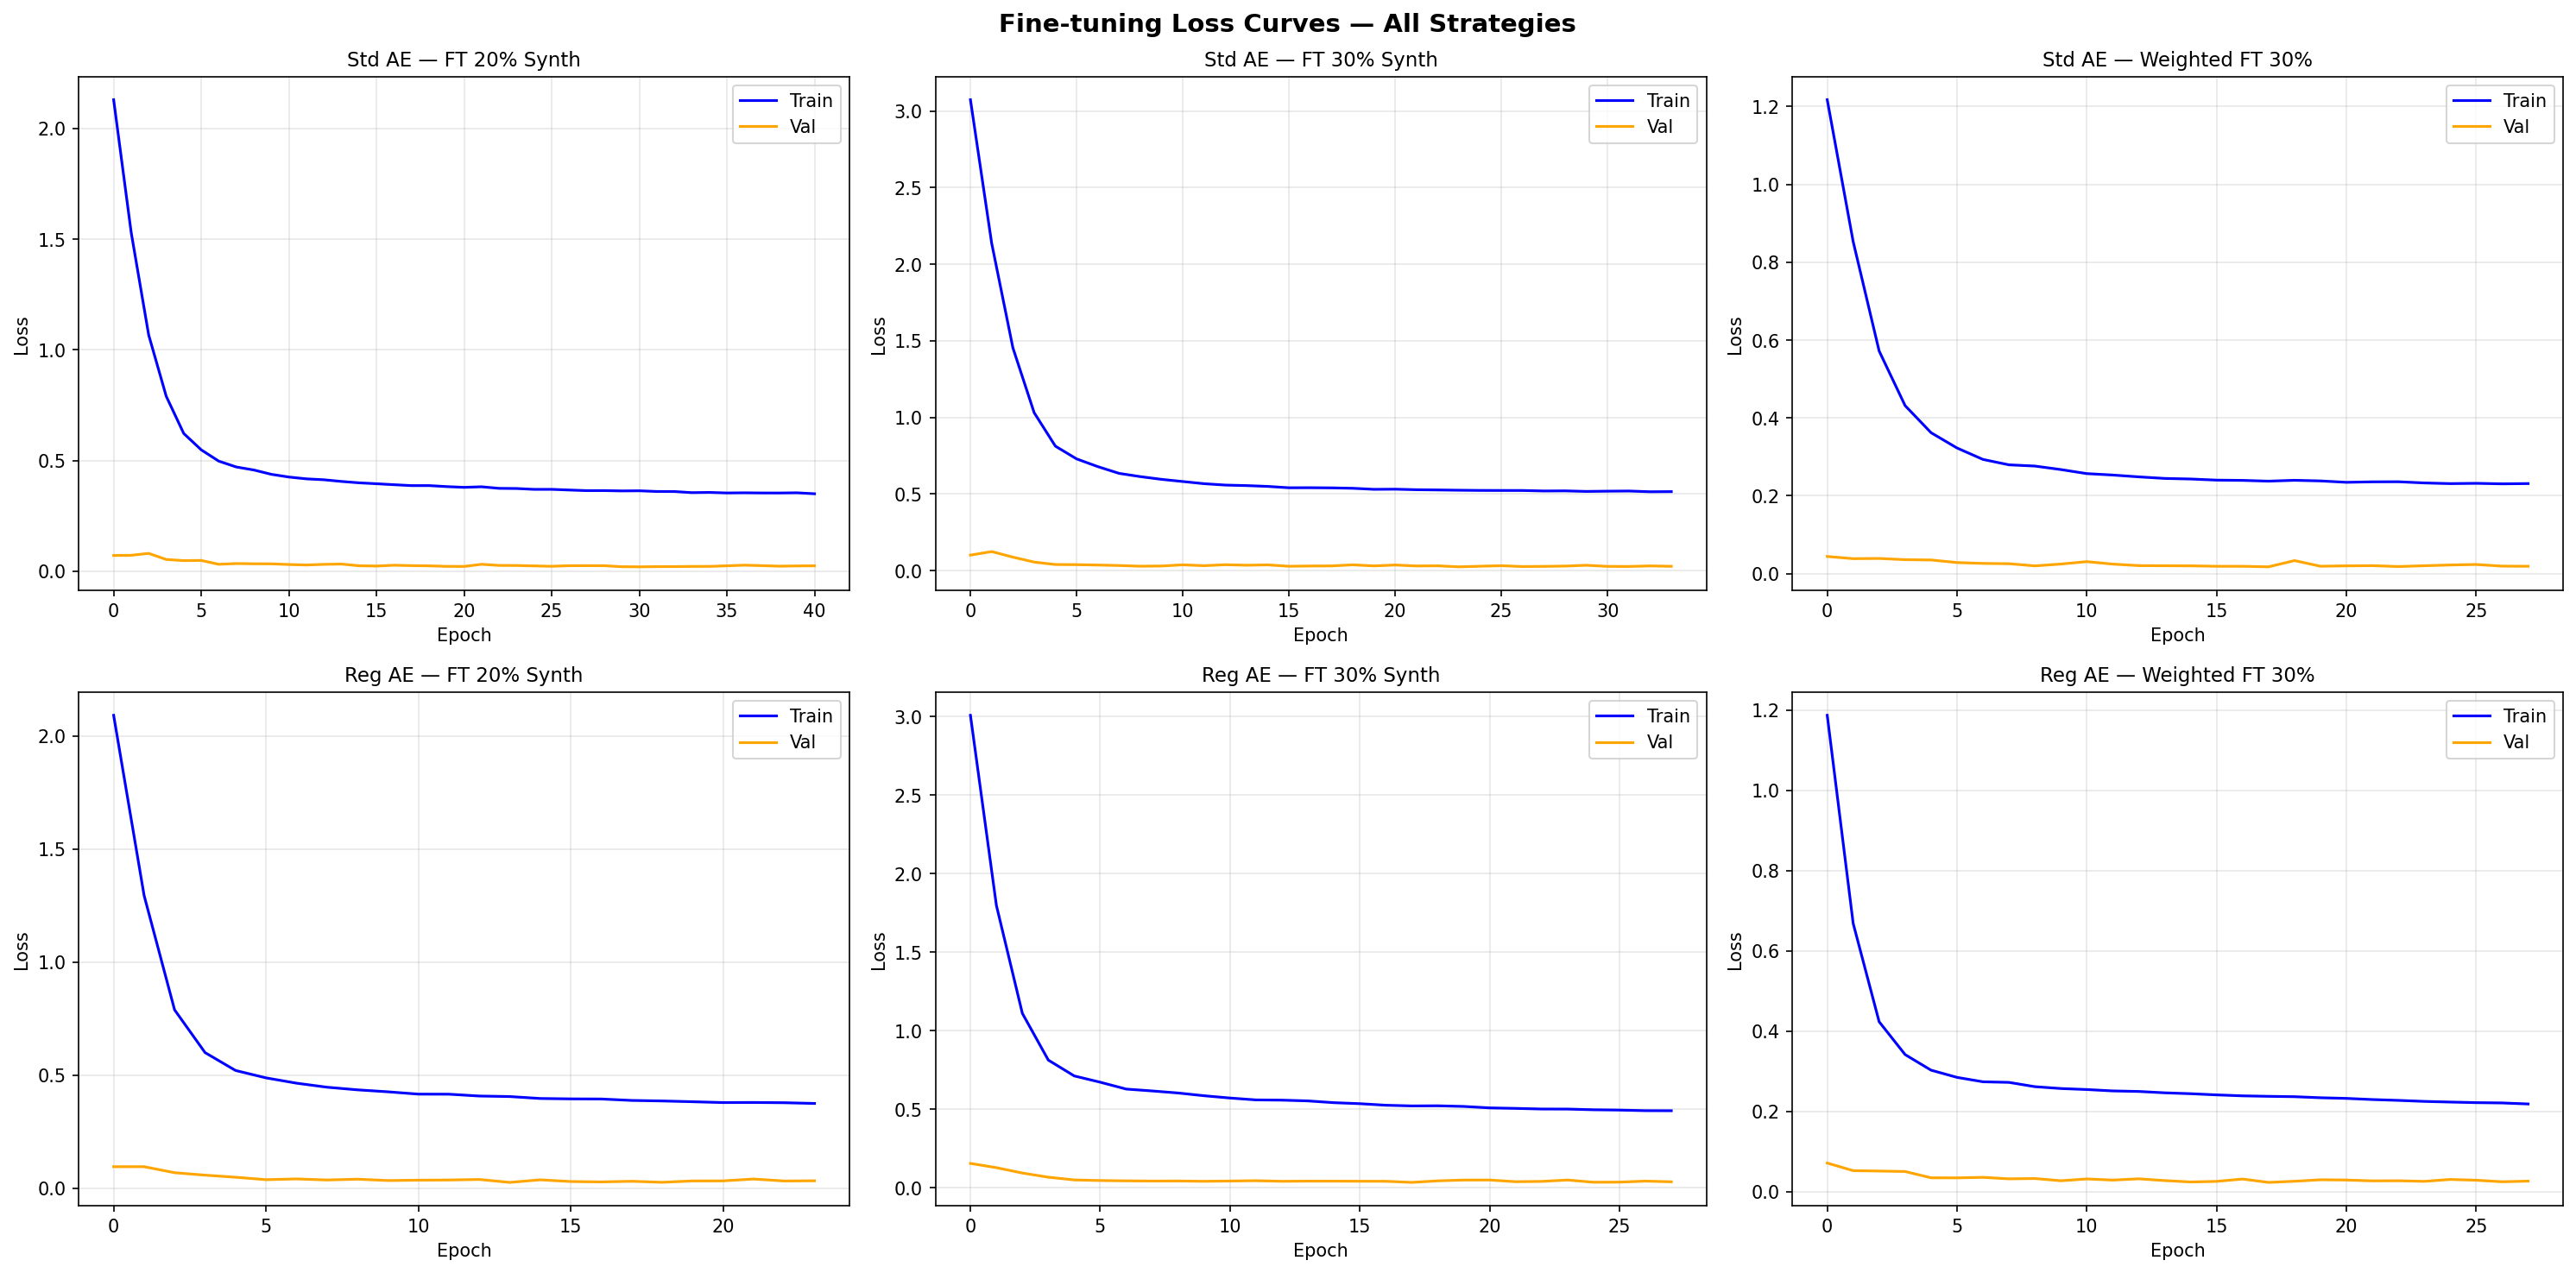 Fine-tuning Loss Curves — All Strategies
Std AE — FT 20% Synth
Loss
2.0
1.5
1.0
0.5
0.0
Train
Val
0 5 10 15 20 25 30 35 40
Epoch
Std AE — FT 30% Synth
Loss
3.0
2.5
2.0
1.5
1.0
0.5
0.0
Train
Val
0 5 10 15 20 25 30
Epoch
Std AE — Weighted FT 30%
Loss
1.2
1.0
0.8
0.6
0.4
0.2
0.0
Train
Val
0 5 10 15 20 25
Epoch
Reg AE — FT 20% Synth
Loss
2.0
1.5
1.0
0.5
0.0
Train
Val
0 5 10 15 20
Epoch
Reg AE — FT 30% Synth
Loss
3.0
2.5
2.0
1.5
1.0
0.5
0.0
Train
Val
0 5 10 15 20 25
Epoch
Reg AE — Weighted FT 30%
Loss
1.2
1.0
0.8
0.6
0.4
0.2
0.0
Train
Val
0 5 10 15 20 25
Epoch